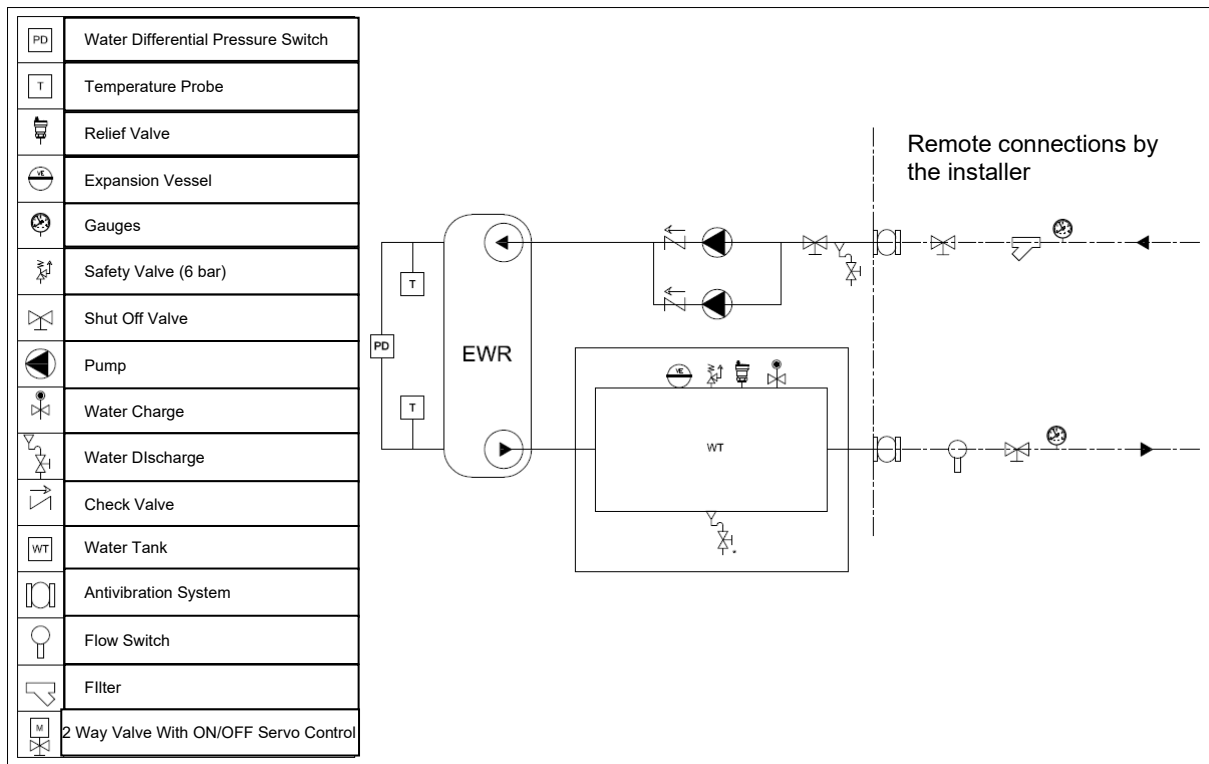 PD
Water Differential Pressure Switch
T
Temperature Probe
Relief Valve
VE
Expansion Vessel
Gauges
Safety Valve (6 bar)
Shut Off Valve
Pump
Water Charge
Water DIscharge
Check Valve
WT
Water Tank
Antivibration System
Flow Switch
FIlter
M
2 Way Valve With ON/OFF Servo Control
Remote connections by
the installer
T
PD
EWR
T
VE
WT
*